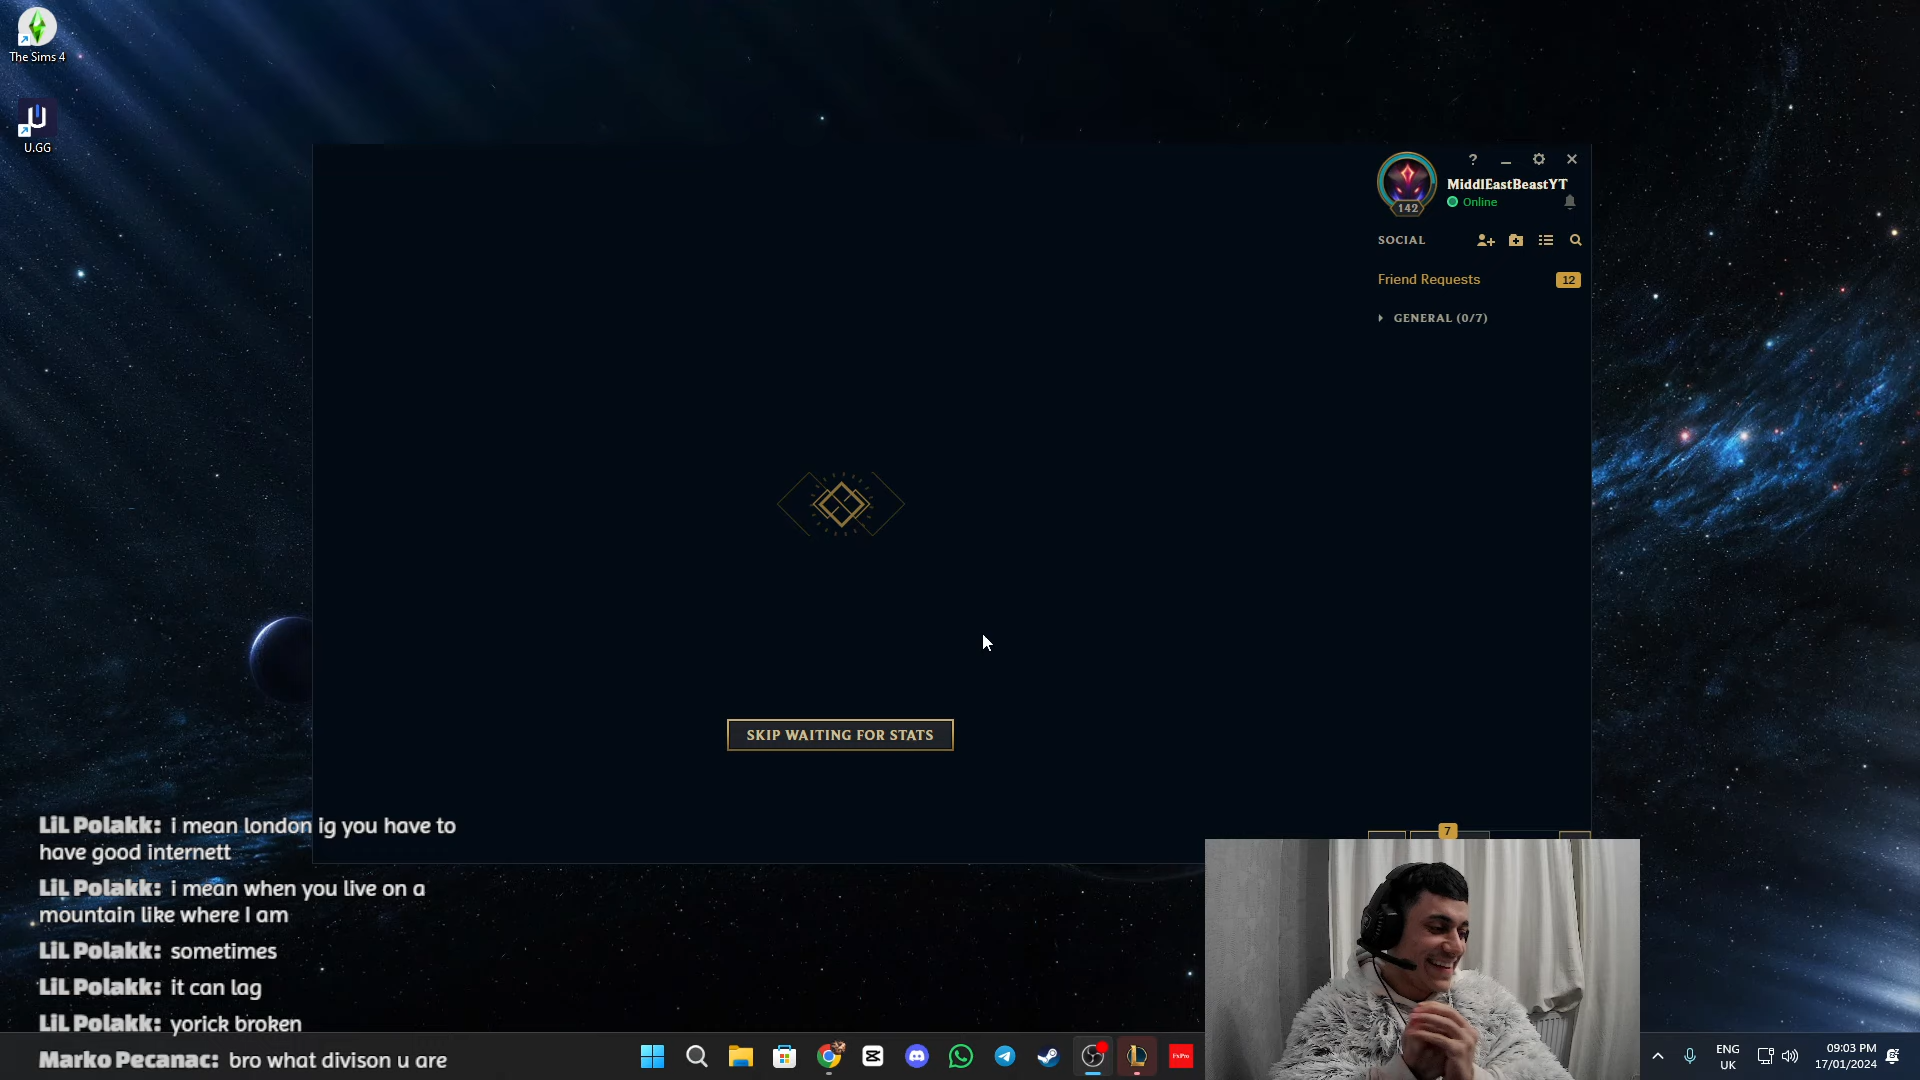 The Sims 4
U.GG
MiddlEastBeastYT
142
Online
SOCIAL
Friend Requests
12
GENERAL (0/7)
SKIP WAITING FOR STATS
7
LiL Polakk: i mean london ig you have to
have good internett
LiL Polakk: i mean when you live on a
mountain like where I am
LiL Polakk: sometimes
LiL Polakk: it can lag
LiL Polakk: yorick broken
Marko Pecanac: bro what divison u are
FxPro
ENG
UK
09:03 PM
17/01/2024